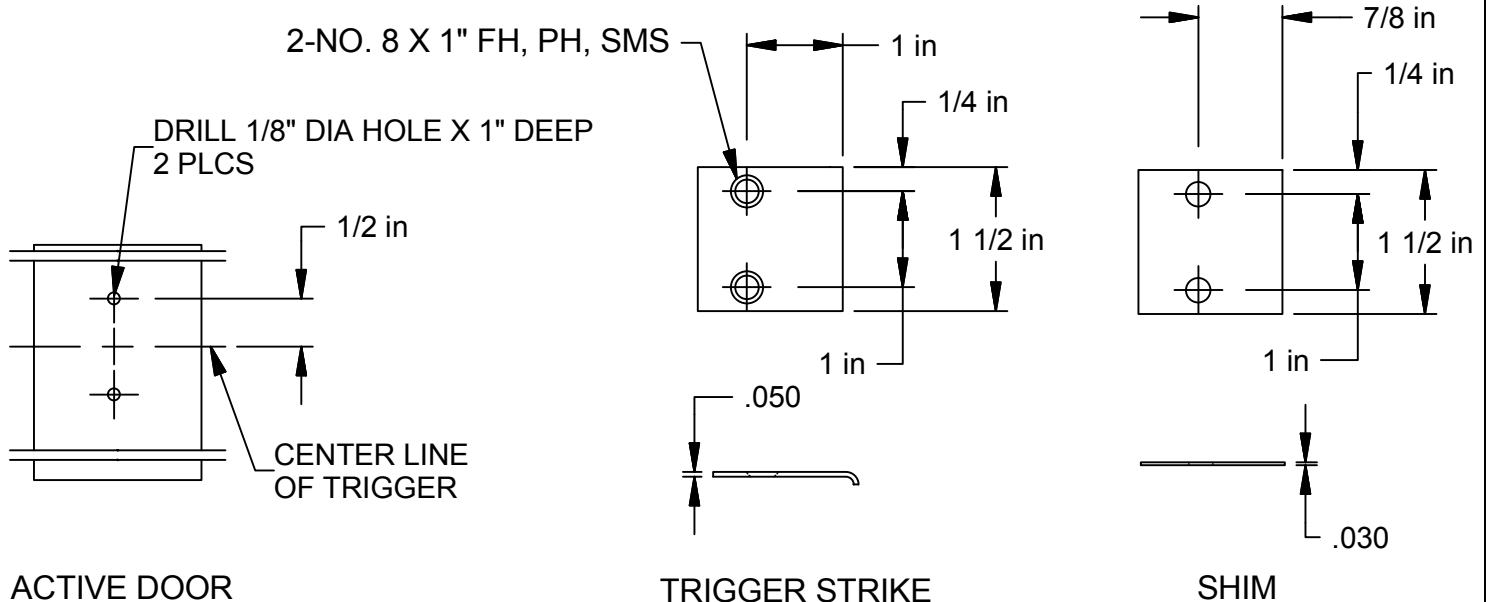 2-NO. 8 X 1" FH, PH, SMS
DRILL 1/8" DIA HOLE X 1" DEEP
2 PLCS
1/2 in
CENTER LINE
OF TRIGGER
ACTIVE DOOR
1 in
1/4 in
1 1/2 in
1 in
.050
TRIGGER STRIKE
7/8 in
1/4 in
1 1/2 in
1 in
.030
SHIM